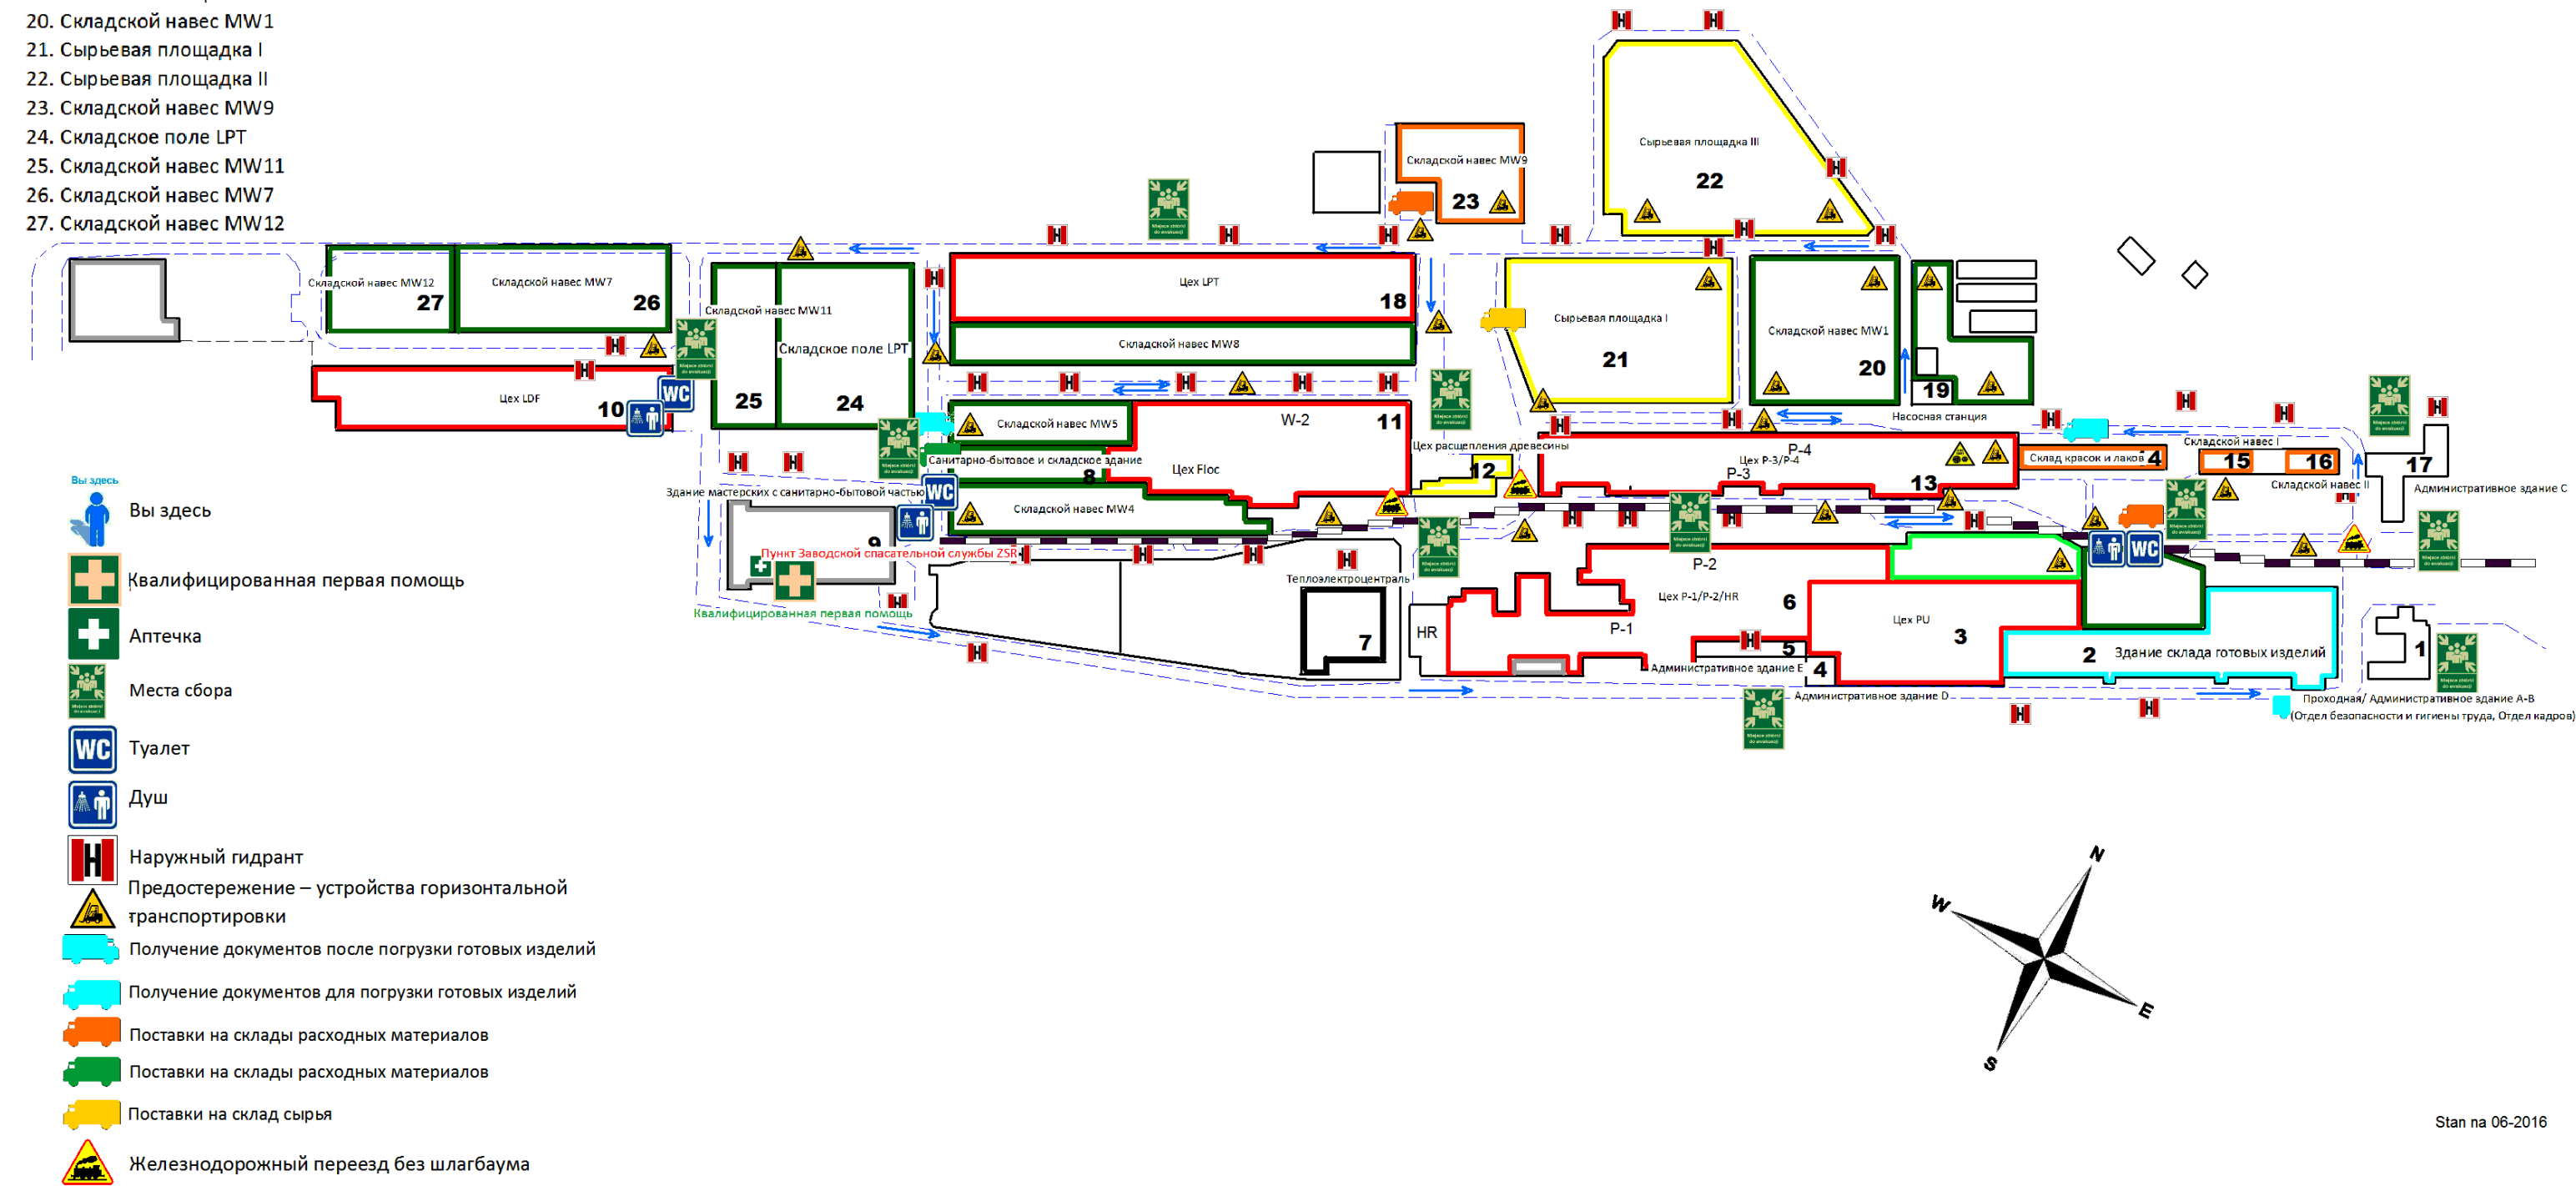 20. Складской навес MW1
21. Сырьевая площадка I
22. Сырьевая площадка II
23. Складской навес MW9
24. Складское поле LPT
25. Складской навес MW11
26. Складской навес MW7
27. Складской навес MW12
Сырьевая площадка III
22
Складской навес MW9
23
Складской навес MW12
27
Складской навес MW7
26
Складской навес MW11
25
Складское поле LPT
24
Цех LPT
18
Складской навес MW8
Сырьевая площадка I
21
Складской навес MW1
20
19
Насосная станция
Цех LDF
10
WC
Складской навес MW5
W-2
11
Цех Floc
Санитарно-бытовое и складское здание
8
Здание мастерских с санитарно-бытовой частью
WC
Складской навес MW4
9
Пункт Заводской спасательной службы ZSR
Квалифицированная первая помощь
Цех расщепления древесины
12
P-4
Цех P-3/P-4
P-3
13
Склад красок и лаков
14
Складской навес I
15
16
Складской навес II
17
Административное здание C
WC
Теплоэлектроцентраль
7
HR
P-2
Цех P-1/P-2/HR
6
P-1
5
Административное здание E
4
Административное здание D
Цех PU
3
2
Здание склада готовых изделий
1
Проходная/ Административное здание A-B
(Отдел безопасности и гигиены труда, Отдел кадров)
Вы здесь
Вы здесь
Квалифицированная первая помощь
Аптечка
Miejsce zbiórki
do ewakuacji
Места сбора
WC
Туалет
Душ
H
Наружный гидрант
Предостережение – устройства горизонтальной
транспортировки
Получение документов после погрузки готовых изделий
Получение документов для погрузки готовых изделий
Поставки на склады расходных материалов
Поставки на склады расходных материалов
Поставки на склад сырья
Железнодорожный переезд без шлагбаума
N
W
E
S
Stan na 06-2016